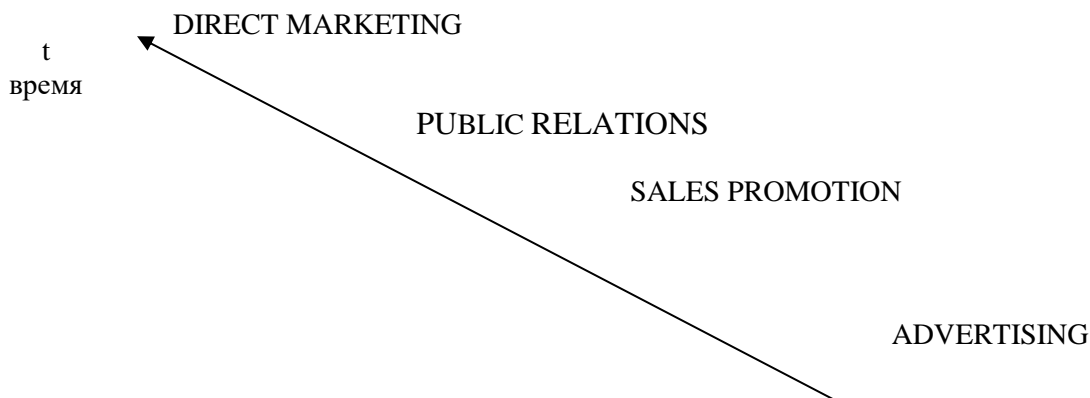 DIRECT MARKETING
t
время
PUBLIC RELATIONS
SALES PROMOTION
ADVERTISING